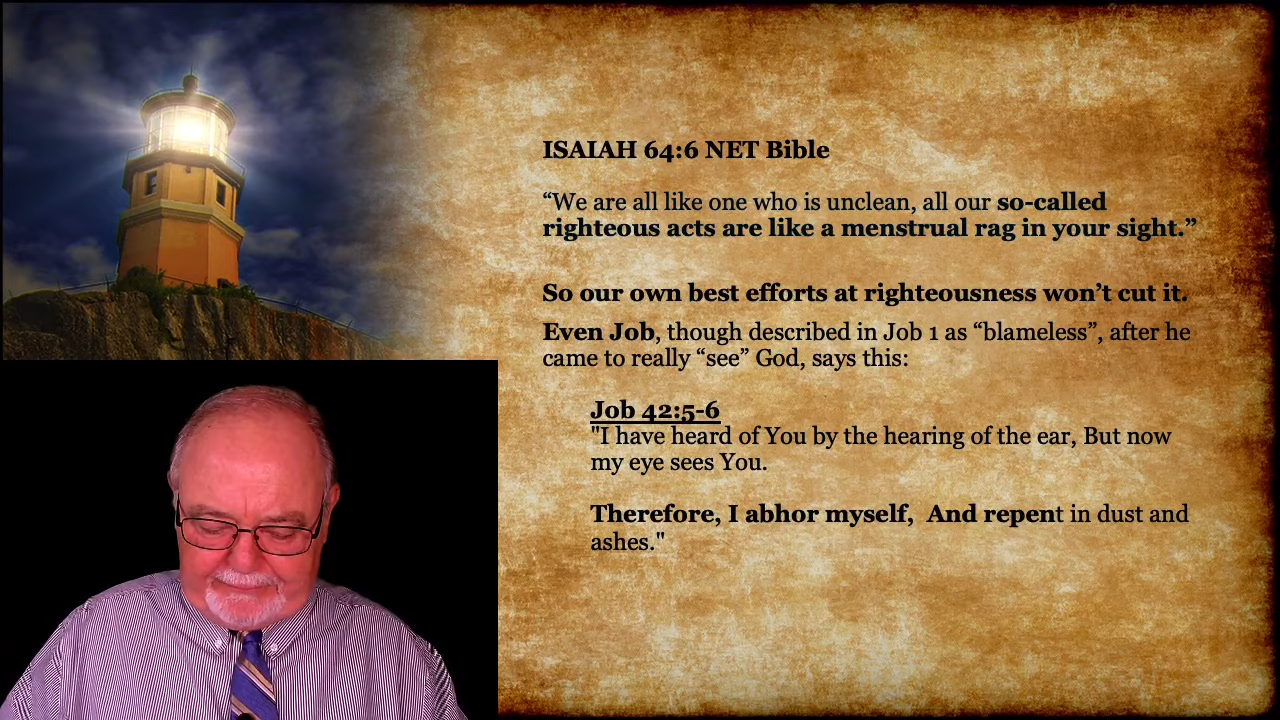 ISAIAH 64:6 NET Bible
“We are all like one who is unclean, all our so-called
righteous acts are like a menstrual rag in your sight.”
So our own best efforts at righteousness won’t cut it.
Even Job, though described in Job 1 as “blameless”, after he
came to really “see” God, says this:
Job 42:5-6
"I have heard of You by the hearing of the ear, But now
my eye sees You.
Therefore, I abhor myself,  And repent in dust and
ashes."